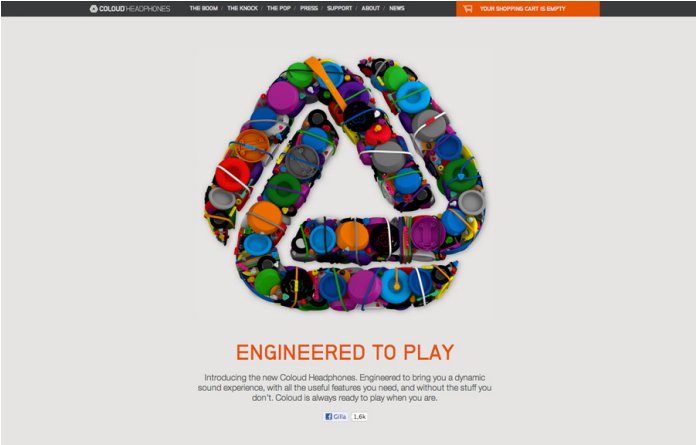 COLOUD HEADPHONES
THE BOOM / THE KNOCK / THE POP / PRESS / SUPPORT / ABOUT / NEWS
YOUR SHOPPING CART IS EMPTY
ENGINEERED TO PLAY
Introducing the new Coloud Headphones. Engineered to bring you a dynamic
sound experience, with all the useful features you need, and without the stuff you
don't. Coloud is always ready to play when you are.
Gilla 1,6k